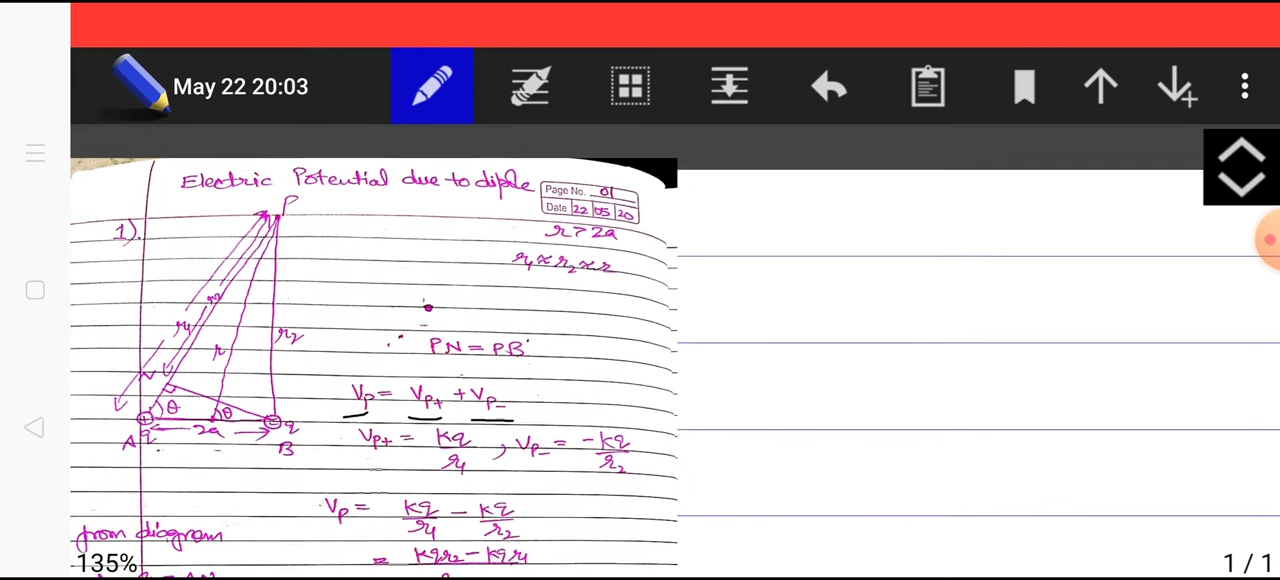 May 22 20:03
Electric Potential due to dipole
Page No. 01
Date 22 05 20
P
1).
r > 2a
r₁ ≈ r₂ ≈ r
r₁
r
r₂
∴ PN = PB
θ
θ
Vp = Vp+ + Vp-
A q
2a
q
B
Vp+ = kq/r₁ , Vp- = -kq/r₂
Vp = kq/r₁ - kq/r₂
from diagram
= kqr₂ - kqr₁
135%
1 / 1